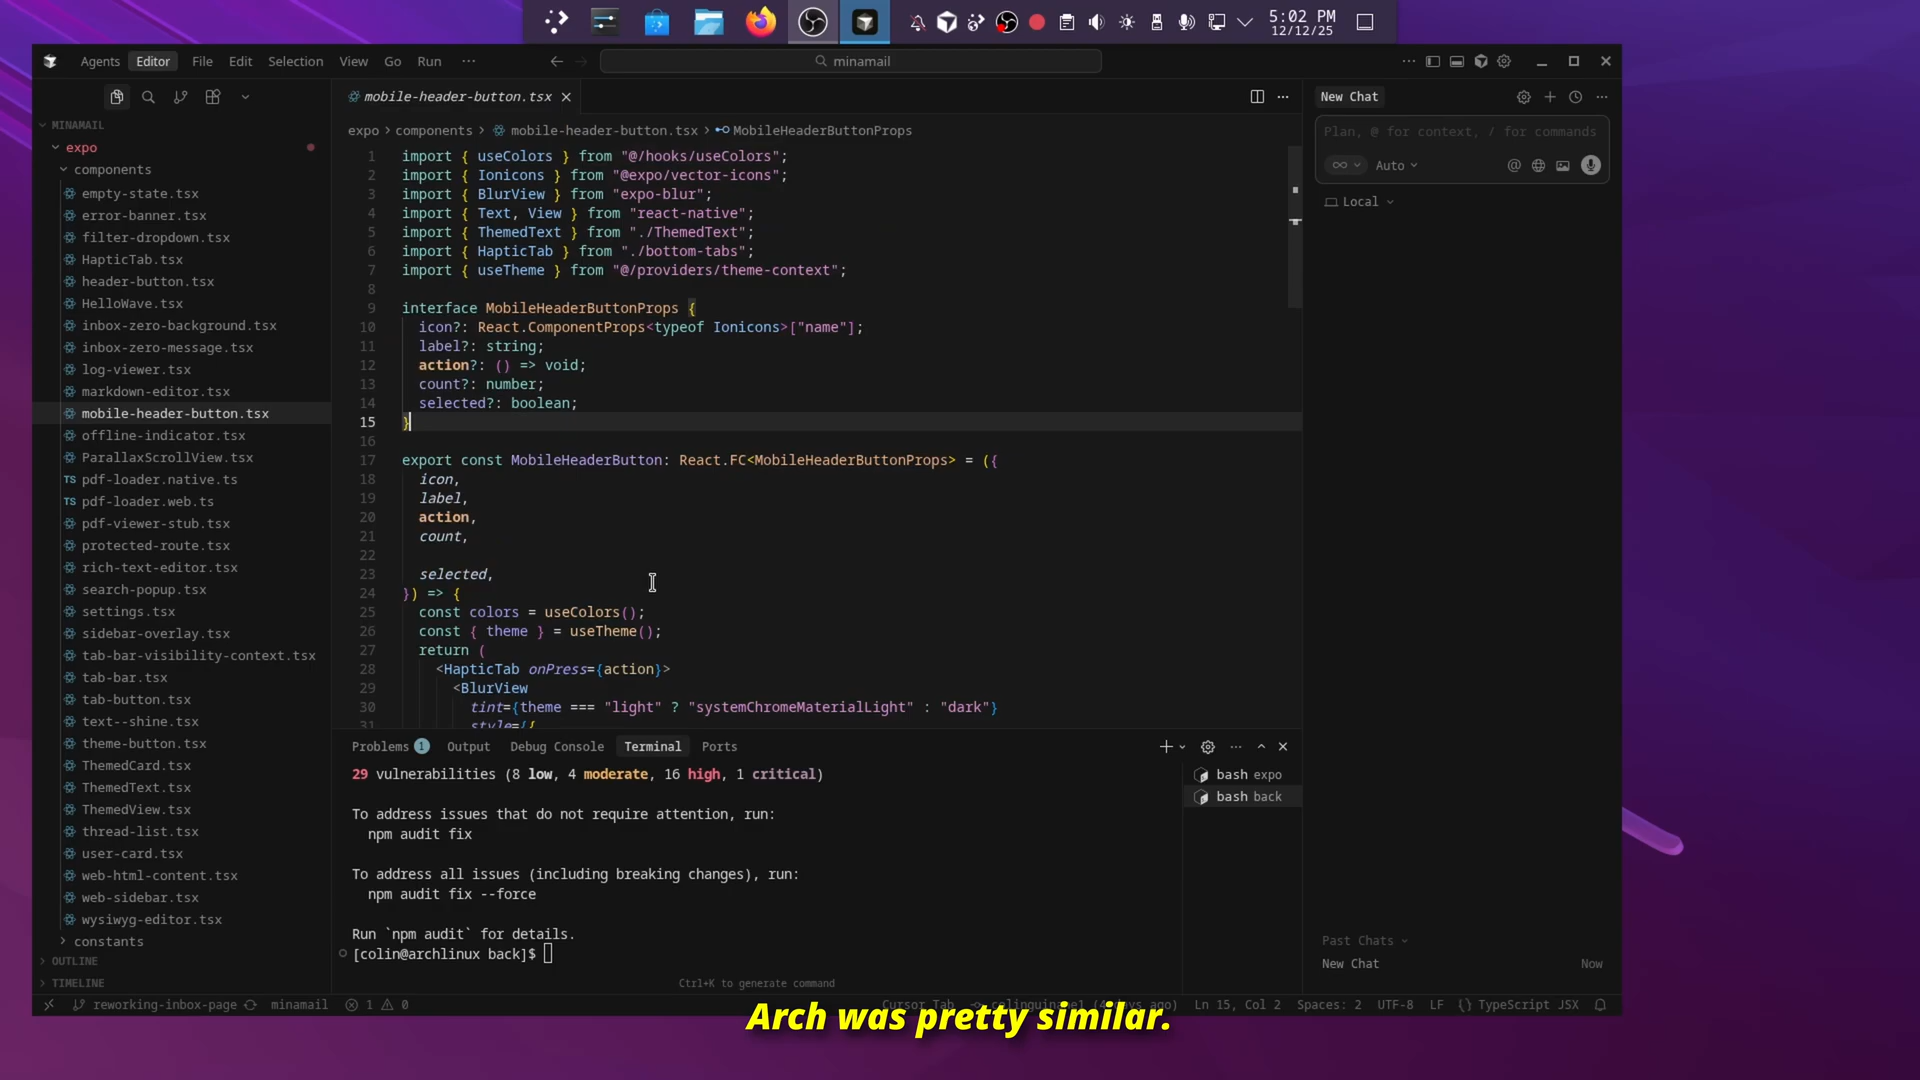 5:02 PM
12/12/25
Agents Editor File Edit Selection View Go Run ···
minamail
mobile-header-button.tsx
New Chat
MINAMAIL
expo
components
empty-state.tsx
error-banner.tsx
filter-dropdown.tsx
HapticTab.tsx
header-button.tsx
HelloWave.tsx
inbox-zero-background.tsx
inbox-zero-message.tsx
log-viewer.tsx
markdown-editor.tsx
mobile-header-button.tsx
offline-indicator.tsx
ParallaxScrollView.tsx
TS pdf-loader.native.ts
TS pdf-loader.web.ts
pdf-viewer-stub.tsx
protected-route.tsx
rich-text-editor.tsx
search-popup.tsx
settings.tsx
sidebar-overlay.tsx
tab-bar-visibility-context.tsx
tab-bar.tsx
tab-button.tsx
text--shine.tsx
theme-button.tsx
ThemedCard.tsx
ThemedText.tsx
ThemedView.tsx
thread-list.tsx
user-card.tsx
web-html-content.tsx
web-sidebar.tsx
wysiwyg-editor.tsx
constants
OUTLINE
TIMELINE
expo > components > mobile-header-button.tsx > MobileHeaderButtonProps
1 import { useColors } from "@/hooks/useColors";
2 import { Ionicons } from "@expo/vector-icons";
3 import { BlurView } from "expo-blur";
4 import { Text, View } from "react-native";
5 import { ThemedText } from "./ThemedText";
6 import { HapticTab } from "./bottom-tabs";
7 import { useTheme } from "@/providers/theme-context";
8
9 interface MobileHeaderButtonProps {
10 icon?: React.ComponentProps<typeof Ionicons>["name"];
11 label?: string;
12 action?: () => void;
13 count?: number;
14 selected?: boolean;
15 }
16
17 export const MobileHeaderButton: React.FC<MobileHeaderButtonProps> = ({
18 icon,
19 label,
20 action,
21 count,
22
23 selected,
24 }) => {
25 const colors = useColors();
26 const { theme } = useTheme();
27 return (
28 <HapticTab onPress={action}>
29 <BlurView
30 tint={theme === "light" ? "systemChromeMaterialLight" : "dark"}
31 style={{
Problems 1 Output Debug Console Terminal Ports
29 vulnerabilities (8 low, 4 moderate, 16 high, 1 critical)
To address issues that do not require attention, run:
npm audit fix
To address all issues (including breaking changes), run:
npm audit fix --force
Run `npm audit` for details.
[colin@archlinux back]$
Ctrl+K to generate command
bash expo
bash back
Plan, @ for context, / for commands
∞ Auto
Local
Past Chats
New Chat Now
reworking-inbox-page minamail 1 0
Cursor Tab
Ln 15, Col 2 Spaces: 2 UTF-8 LF {} TypeScript JSX
Arch was pretty similar.